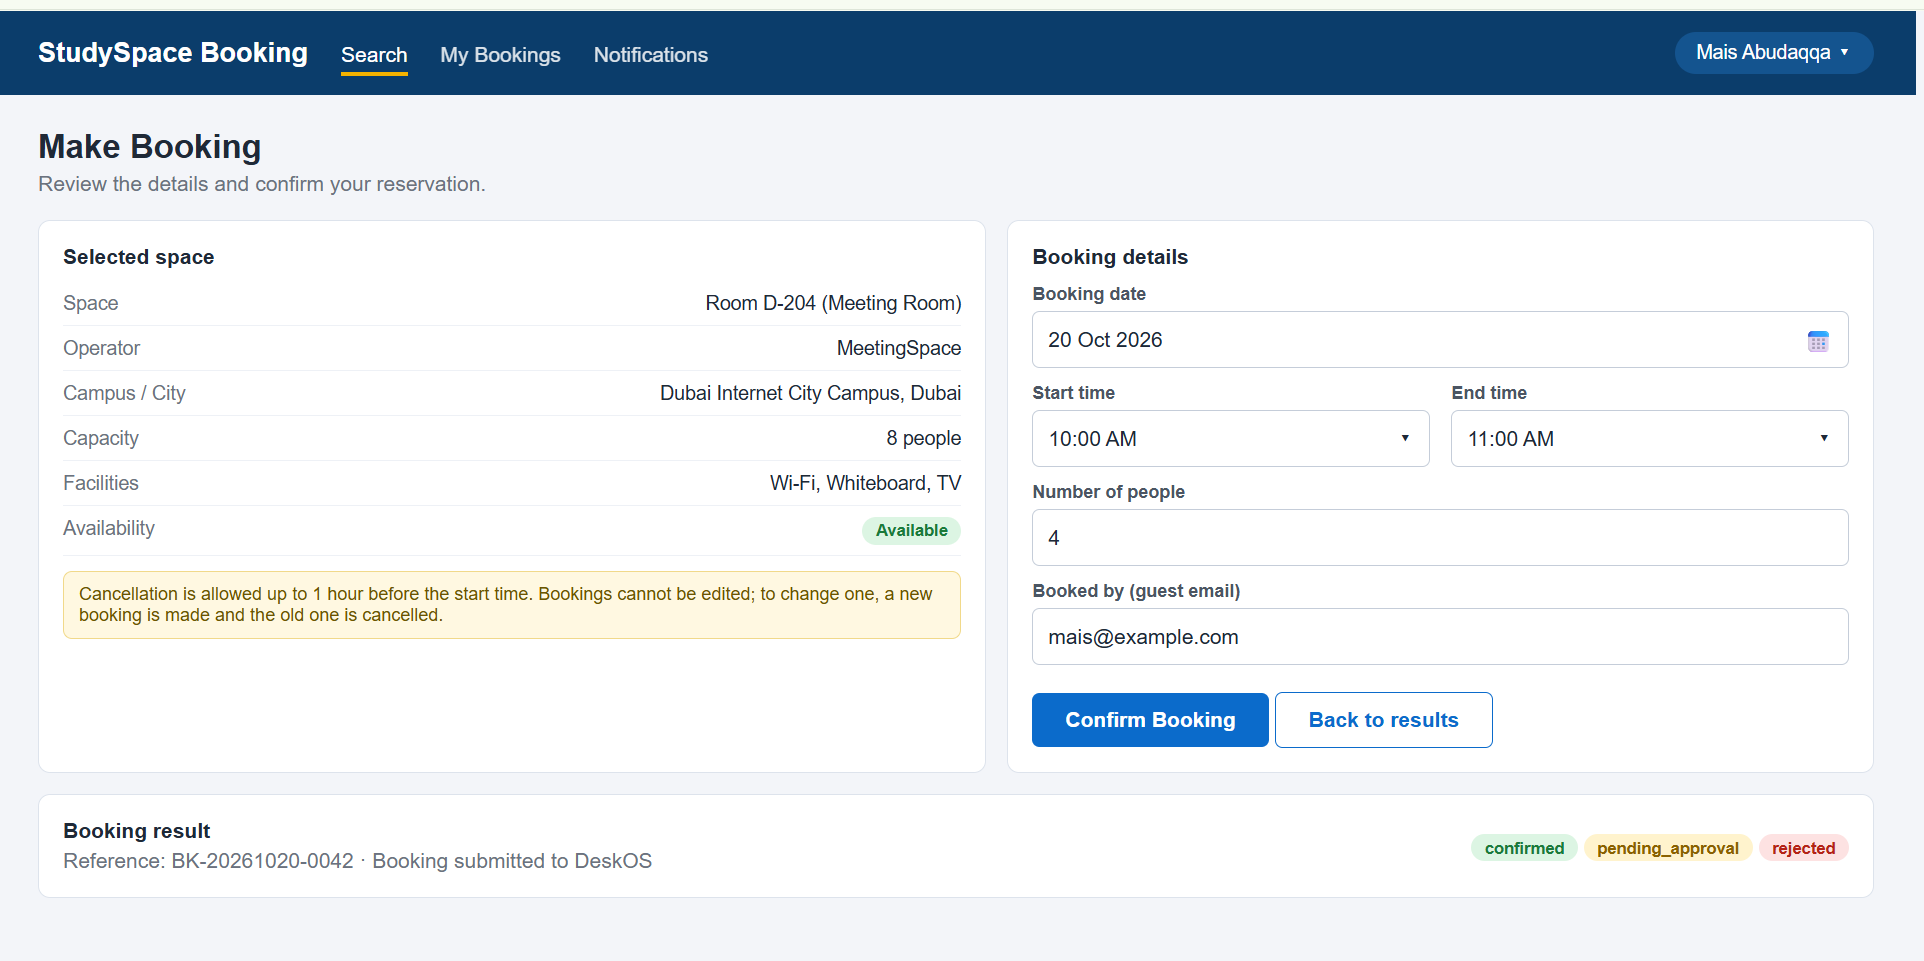 StudySpace Booking Search My Bookings Notifications Mais Abudaqqa ▼
Make Booking
Review the details and confirm your reservation.
Selected space
Space Room D-204 (Meeting Room)
Operator MeetingSpace
Campus / City Dubai Internet City Campus, Dubai
Capacity 8 people
Facilities Wi-Fi, Whiteboard, TV
Availability Available
Cancellation is allowed up to 1 hour before the start time. Bookings cannot be edited; to change one, a new
booking is made and the old one is cancelled.
Booking details
Booking date
20 Oct 2026
Start time End time
10:00 AM ▼ 11:00 AM ▼
Number of people
4
Booked by (guest email)
mais@example.com
Confirm Booking Back to results
Booking result
Reference: BK-20261020-0042 · Booking submitted to DeskOS
confirmed pending_approval rejected